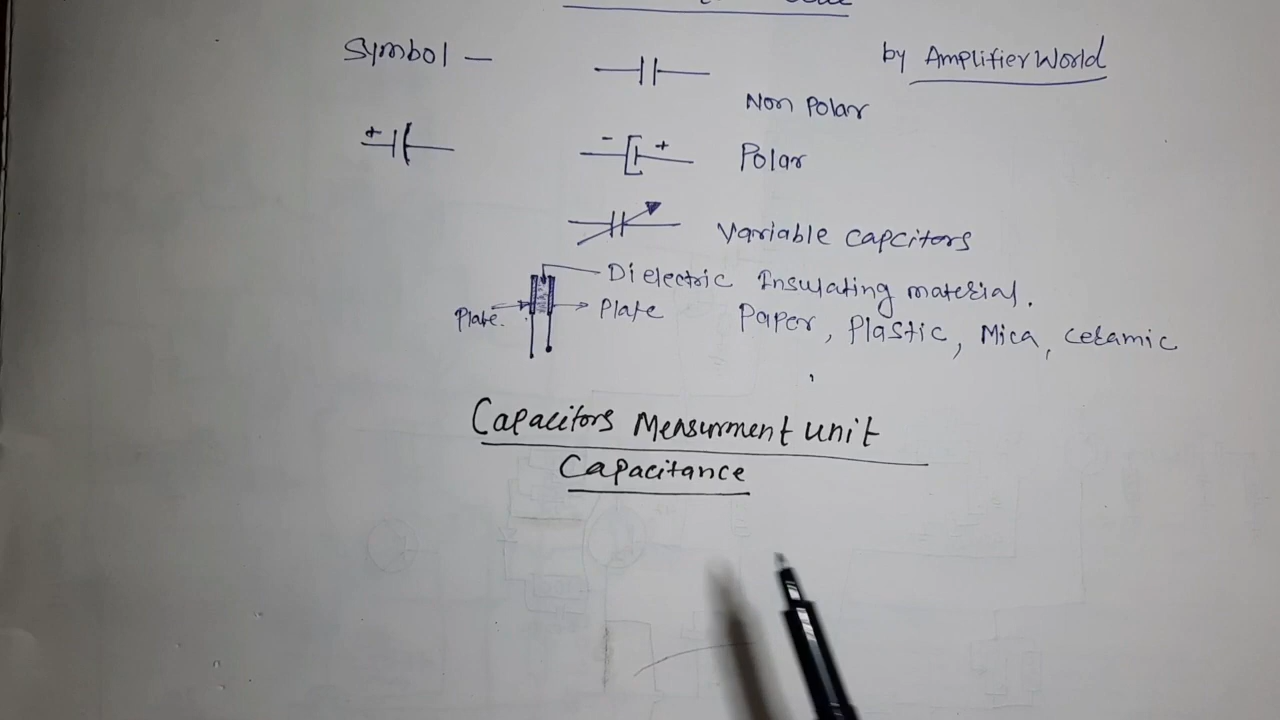 Symbol —
by AmplifierWorld
Non Polar
+
- +
Polar
Variable Capcitors
Dielectric Insulating material.
Plate.
Plate
Paper, Plastic, Mica, Ceramic
Capacitors Measurment unit
Capacitance